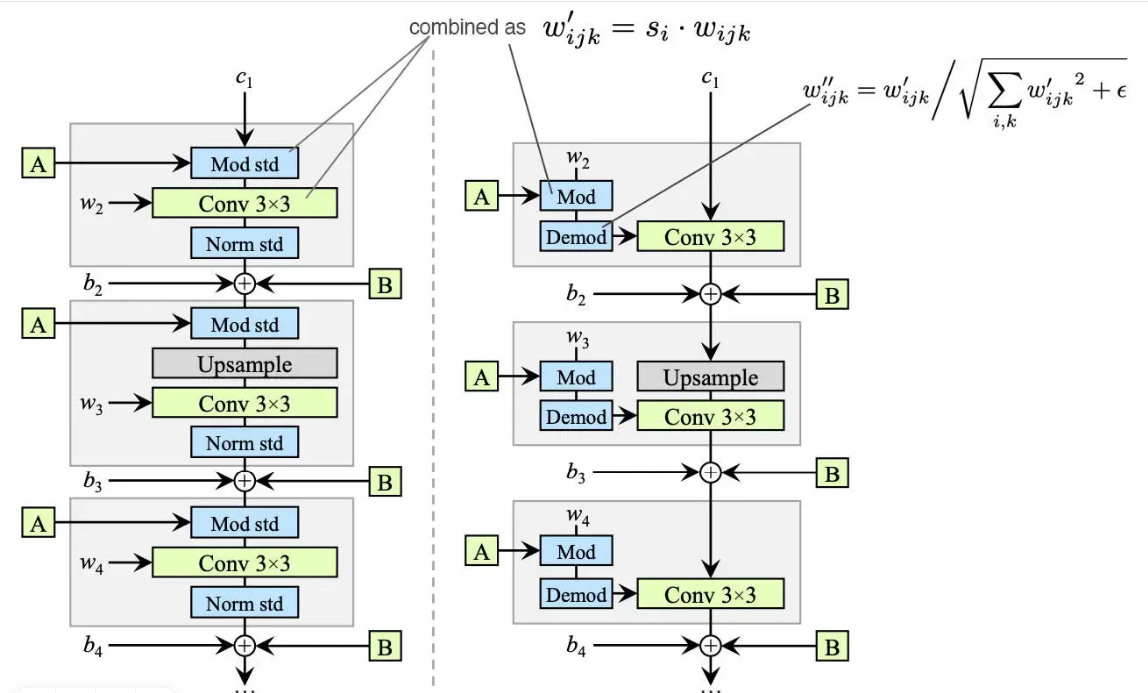 combined as w′ijk = si · wijk
w″ijk = w′ijk / √ ∑i,k w′ijk² + ϵ
c1
A
Mod std
w2
Conv 3×3
Norm std
b2
B
A
Mod std
Upsample
w3
Conv 3×3
Norm std
b3
B
A
Mod std
w4
Conv 3×3
Norm std
b4
B
...
c1
w2
A
Mod
Demod
Conv 3×3
b2
B
w3
A
Mod
Upsample
Demod
Conv 3×3
b3
B
w4
A
Mod
Demod
Conv 3×3
b4
B
...